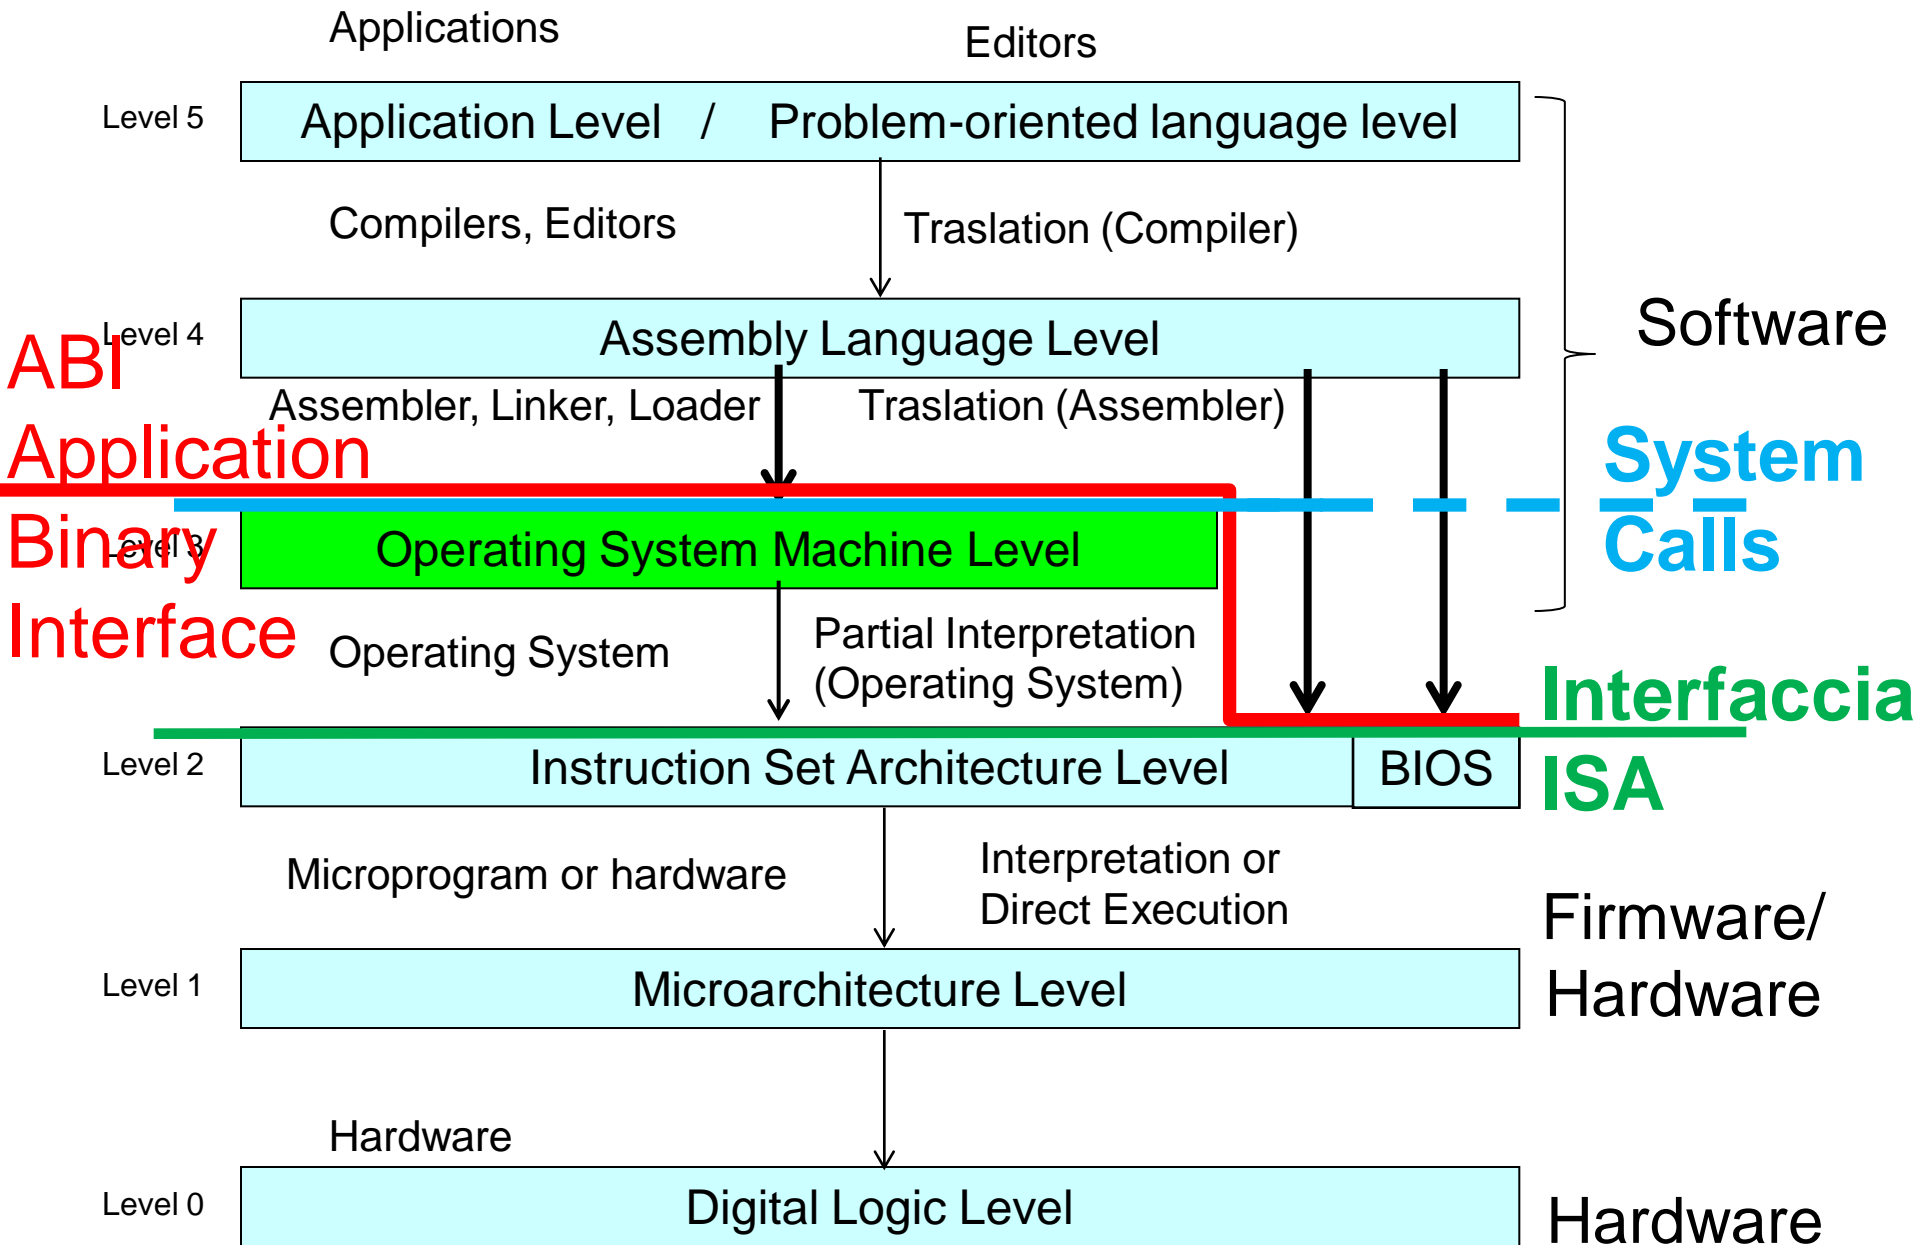 Applications
Editors
Level 5
Application Level / Problem-oriented language level
Compilers, Editors
Traslation (Compiler)
Level 4
Assembly Language Level
Software
ABI
Application
Binary
Interface
Assembler, Linker, Loader
Traslation (Assembler)
System
Calls
Level 3
Operating System Machine Level
Operating System
Partial Interpretation
(Operating System)
Interfaccia
ISA
Level 2
Instruction Set Architecture Level
BIOS
Microprogram or hardware
Interpretation or
Direct Execution
Firmware/
Hardware
Level 1
Microarchitecture Level
Hardware
Level 0
Digital Logic Level
Hardware